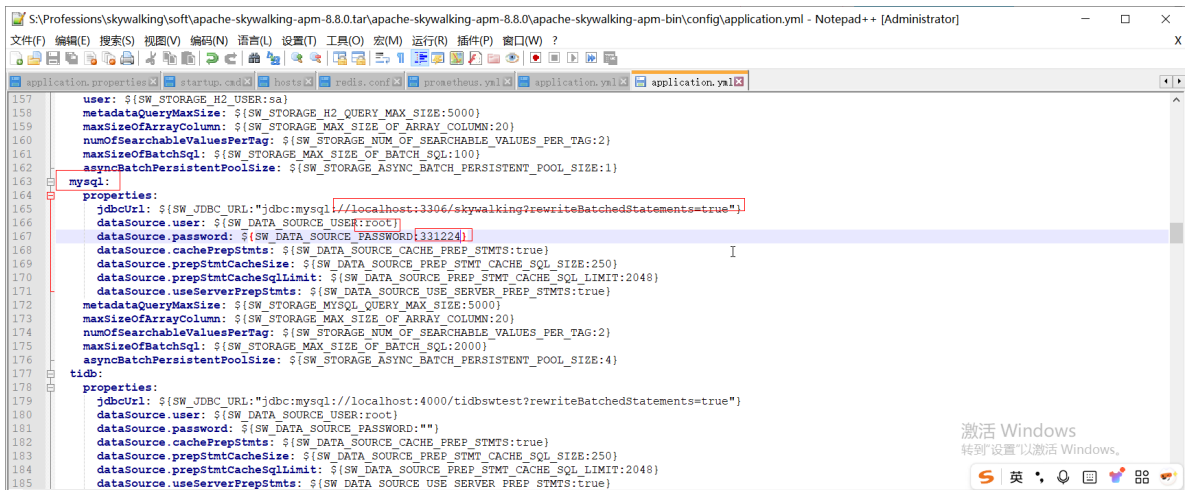 S:\Professions\skywalking\soft\apache-skywalking-apm-8.8.0.tar\apache-skywalking-apm-8.8.0\apache-skywalking-apm-bin\config\application.yml - Notepad++ [Administrator]
文件(F) 编辑(E) 搜索(S) 视图(V) 编码(N) 语言(L) 设置(T) 工具(O) 宏(M) 运行(R) 插件(P) 窗口(W) ? X
application.properties startup.cmd hosts redis.conf prometheus.yml application.yml application.yml
157 user: ${SW_STORAGE_H2_USER:sa}
158 metadataQueryMaxSize: ${SW_STORAGE_H2_QUERY_MAX_SIZE:5000}
159 maxSizeOfArrayColumn: ${SW_STORAGE_MAX_SIZE_OF_ARRAY_COLUMN:20}
160 numOfSearchableValuesPerTag: ${SW_STORAGE_NUM_OF_SEARCHABLE_VALUES_PER_TAG:2}
161 maxSizeOfBatchSql: ${SW_STORAGE_MAX_SIZE_OF_BATCH_SQL:100}
162 asyncBatchPersistentPoolSize: ${SW_STORAGE_ASYNC_BATCH_PERSISTENT_POOL_SIZE:1}
163 mysql:
164 properties:
165 jdbcUrl: ${SW_JDBC_URL:"jdbc:mysql://localhost:3306/skywalking?rewriteBatchedStatements=true"}
166 dataSource.user: ${SW_DATA_SOURCE_USER:root}
167 dataSource.password: ${SW_DATA_SOURCE_PASSWORD:331224}
168 dataSource.cachePrepStmts: ${SW_DATA_SOURCE_CACHE_PREP_STMTS:true}
169 dataSource.prepStmtCacheSize: ${SW_DATA_SOURCE_PREP_STMT_CACHE_SQL_SIZE:250}
170 dataSource.prepStmtCacheSqlLimit: ${SW_DATA_SOURCE_PREP_STMT_CACHE_SQL_LIMIT:2048}
171 dataSource.useServerPrepStmts: ${SW_DATA_SOURCE_USE_SERVER_PREP_STMTS:true}
172 metadataQueryMaxSize: ${SW_STORAGE_MYSQL_QUERY_MAX_SIZE:5000}
173 maxSizeOfArrayColumn: ${SW_STORAGE_MAX_SIZE_OF_ARRAY_COLUMN:20}
174 numOfSearchableValuesPerTag: ${SW_STORAGE_NUM_OF_SEARCHABLE_VALUES_PER_TAG:2}
175 maxSizeOfBatchSql: ${SW_STORAGE_MAX_SIZE_OF_BATCH_SQL:2000}
176 asyncBatchPersistentPoolSize: ${SW_STORAGE_ASYNC_BATCH_PERSISTENT_POOL_SIZE:4}
177 tidb:
178 properties:
179 jdbcUrl: ${SW_JDBC_URL:"jdbc:mysql://localhost:4000/tidbswtest?rewriteBatchedStatements=true"}
180 dataSource.user: ${SW_DATA_SOURCE_USER:root}
181 dataSource.password: ${SW_DATA_SOURCE_PASSWORD:""}
182 dataSource.cachePrepStmts: ${SW_DATA_SOURCE_CACHE_PREP_STMTS:true}
183 dataSource.prepStmtCacheSize: ${SW_DATA_SOURCE_PREP_STMT_CACHE_SQL_SIZE:250}
184 dataSource.prepStmtCacheSqlLimit: ${SW_DATA_SOURCE_PREP_STMT_CACHE_SQL_LIMIT:2048}
185 dataSource.useServerPrepStmts: ${SW_DATA_SOURCE_USE_SERVER_PREP_STMTS:true}
激活 Windows
转到"设置"以激活 Windows。
英